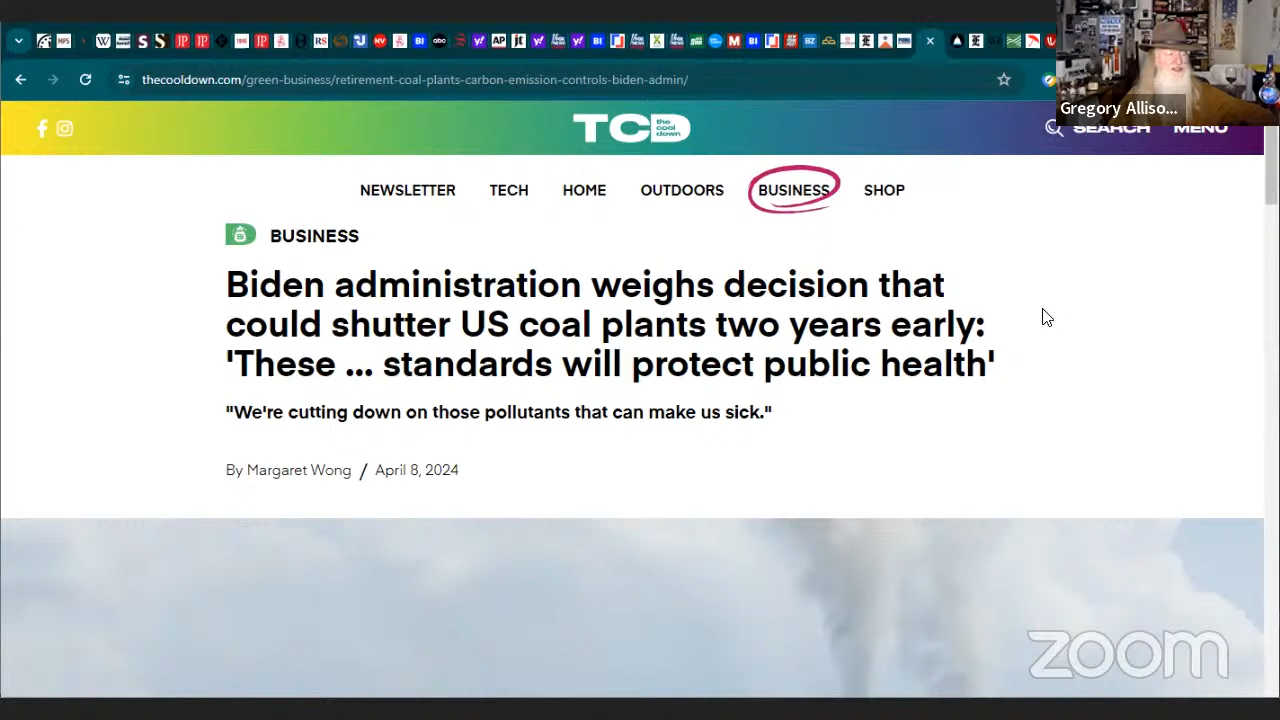 thecooldown.com/green-business/retirement-coal-plants-carbon-emission-controls-biden-admin/
Gregory Alliso...
TCD the cool down
SEARCH MENU
NEWSLETTER TECH HOME OUTDOORS BUSINESS SHOP
BUSINESS
Biden administration weighs decision that
could shutter US coal plants two years early:
'These ... standards will protect public health'
"We're cutting down on those pollutants that can make us sick."
By Margaret Wong / April 8, 2024
zoom